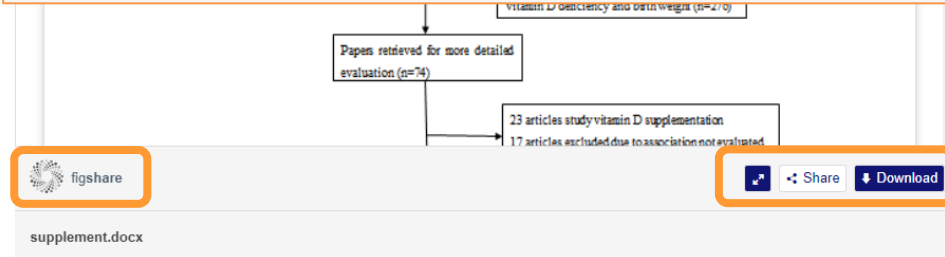 vitamin D deficiency and birth weight (n=276)
Papers retrieved for more detailed
evaluation (n=74)
23 articles study vitamin D supplementation
17 articles excluded due to association not evaluated
figshare
Share
Download
supplement.docx